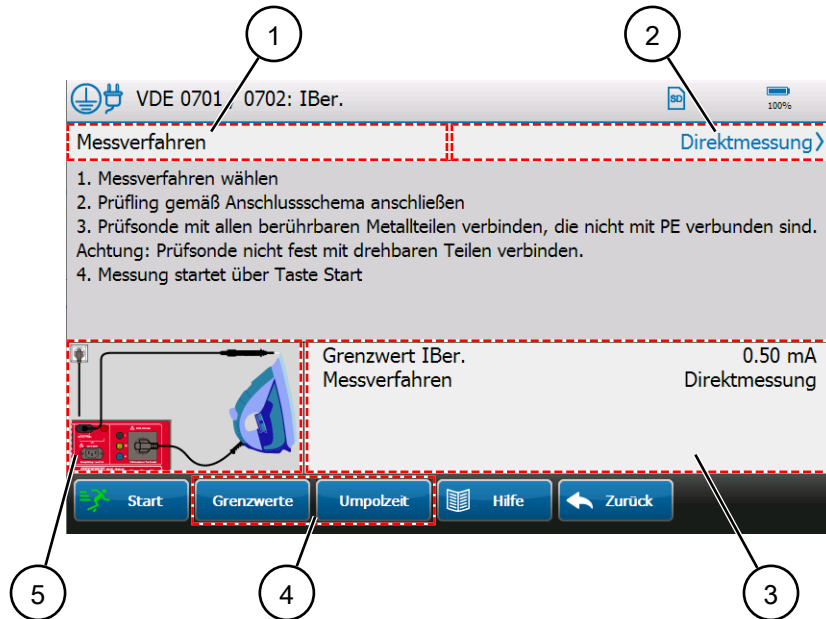 1
2
VDE 0701 / 0702: IBer.
SD
100%
Messverfahren
Direktmessung
1. Messverfahren wählen
2. Prüfling gemäß Anschlussschema anschließen
3. Prüfsonde mit allen berührbaren Metallteilen verbinden, die nicht mit PE verbunden sind.
Achtung: Prüfsonde nicht fest mit drehbaren Teilen verbinden.
4. Messung startet über Taste Start
Grenzwert IBer. 0.50 mA
Messverfahren Direktmessung
Start Grenzwerte Umpolzeit Hilfe Zurück
5
4
3